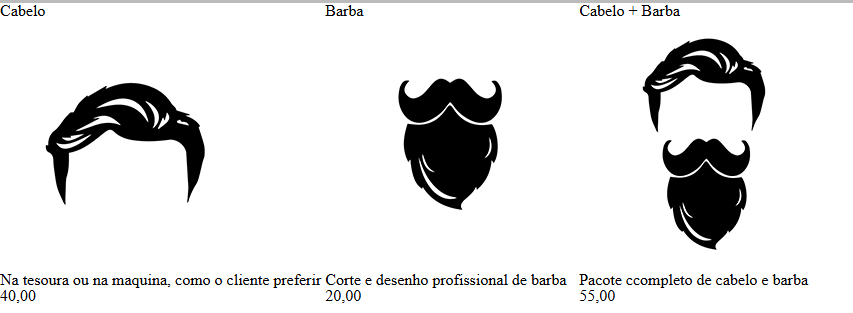 Cabelo
Barba
Cabelo + Barba
Na tesoura ou na maquina, como o cliente preferir
Corte e desenho profissional de barba
Pacote ccompleto de cabelo e barba
40,00
20,00
55,00